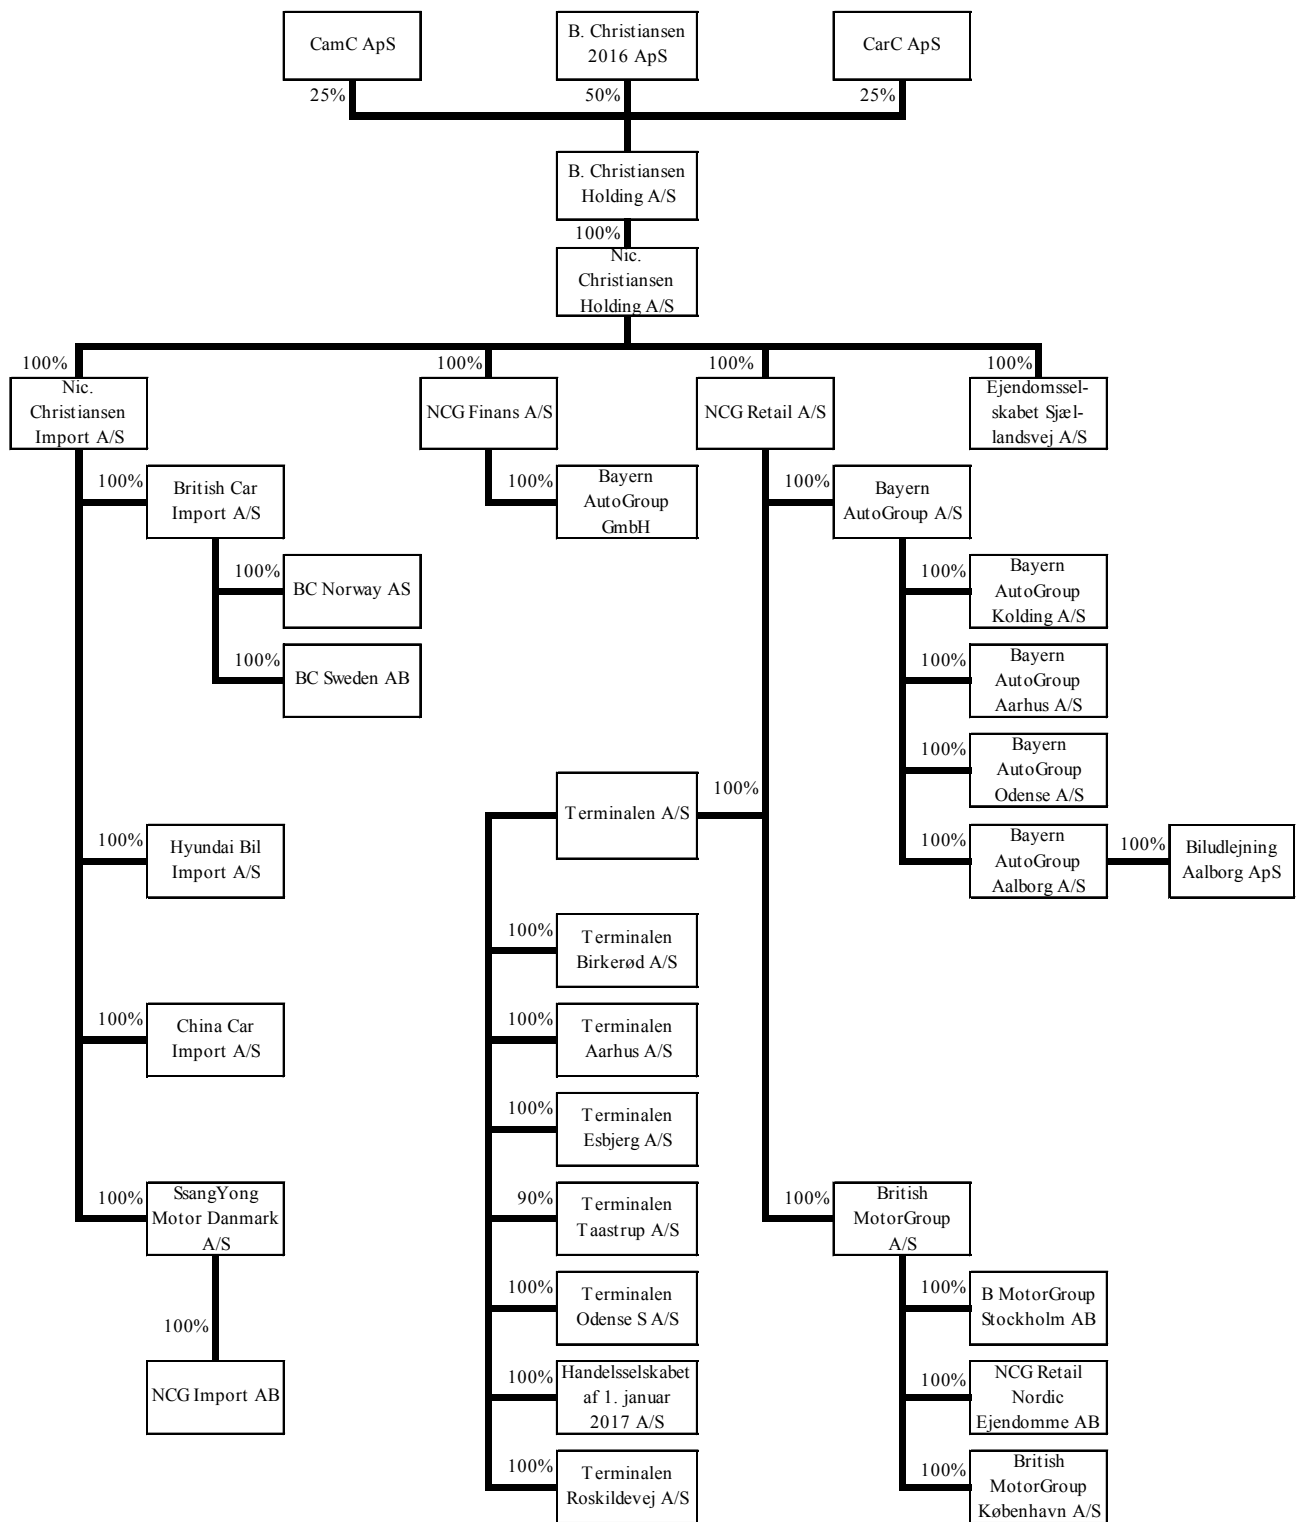 CamC ApS
B. Christiansen
2016 ApS
CarC ApS
25%
50%
25%
B. Christiansen
Holding A/S
100%
Nic.
Christiansen
Holding A/S
100%
100%
100%
100%
Nic.
Christiansen
Import A/S
NCG Finans A/S
NCG Retail A/S
Ejendomssel-
skabet Sjæl-
landsvej A/S
100%
British Car
Import A/S
100%
Bayern
AutoGroup
GmbH
100%
Bayern
AutoGroup A/S
100%
BC Norway AS
100%
Bayern
AutoGroup
Kolding A/S
100%
BC Sweden AB
100%
Bayern
AutoGroup
Aarhus A/S
100%
Bayern
AutoGroup
Odense A/S
Terminalen A/S
100%
100%
Hyundai Bil
Import A/S
100%
Bayern
AutoGroup
Aalborg A/S
100%
Biludlejning
Aalborg ApS
100%
Terminalen
Birkerød A/S
100%
China Car
Import A/S
100%
Terminalen
Aarhus A/S
100%
Terminalen
Esbjerg A/S
100%
SsangYong
Motor Danmark
A/S
90%
Terminalen
Taastrup A/S
100%
British
MotorGroup
A/S
100%
Terminalen
Odense S A/S
100%
B MotorGroup
Stockholm AB
100%
NCG Import AB
100%
Handelsselskabet
af 1. januar
2017 A/S
100%
NCG Retail
Nordic
Ejendomme AB
100%
Terminalen
Roskildevej A/S
100%
British
MotorGroup
København A/S